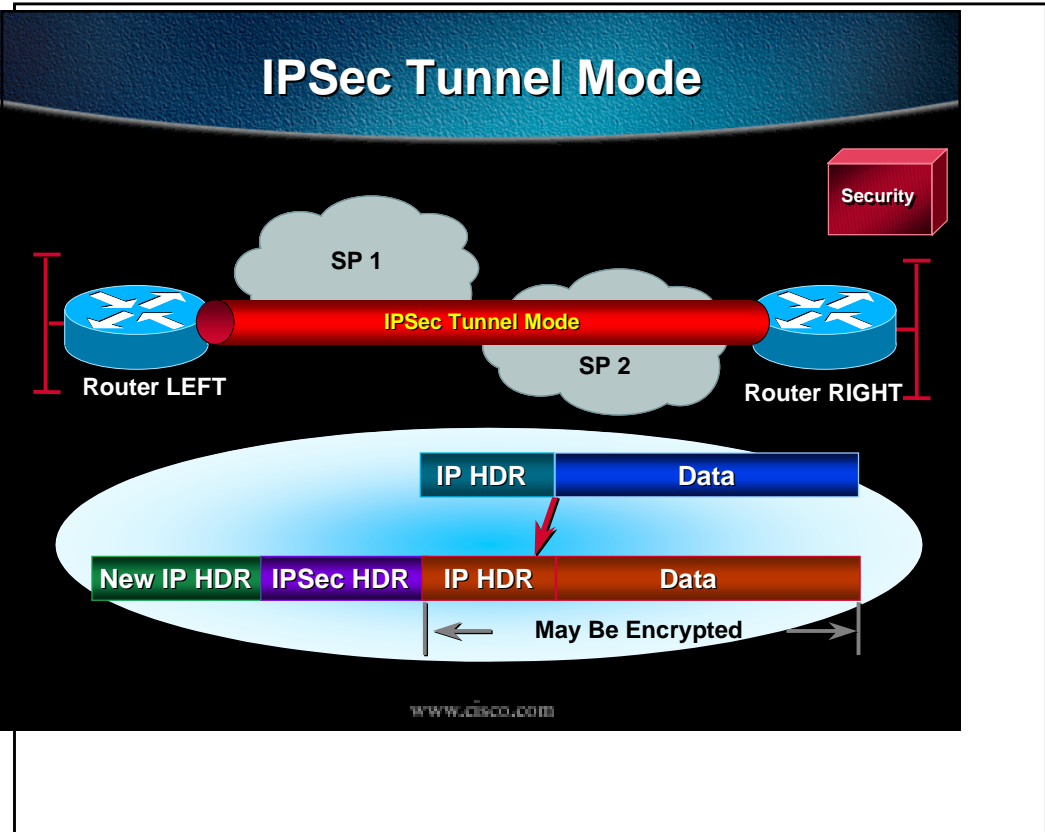 IPSec Tunnel Mode
Security
SP 1
IPSec Tunnel Mode
SP 2
Router LEFT
Router RIGHT
IP HDR
Data
New IP HDR
IPSec HDR
IP HDR
Data
May Be Encrypted
www.cisco.com